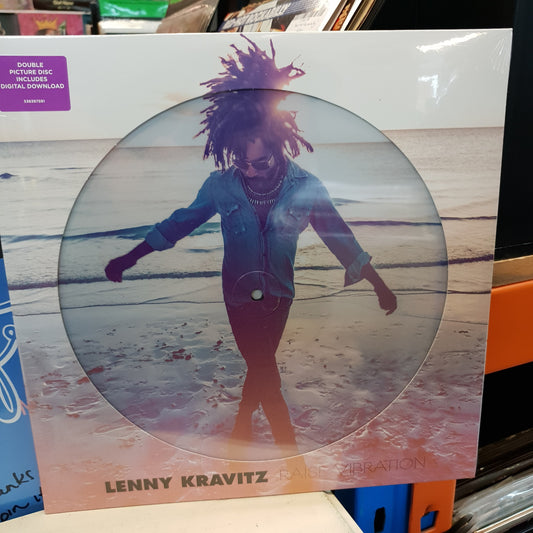 DOUBLE
PICTURE DISC
INCLUDES
DIGITAL DOWNLOAD
LENNY KRAVITZ RAISE VIBRATION